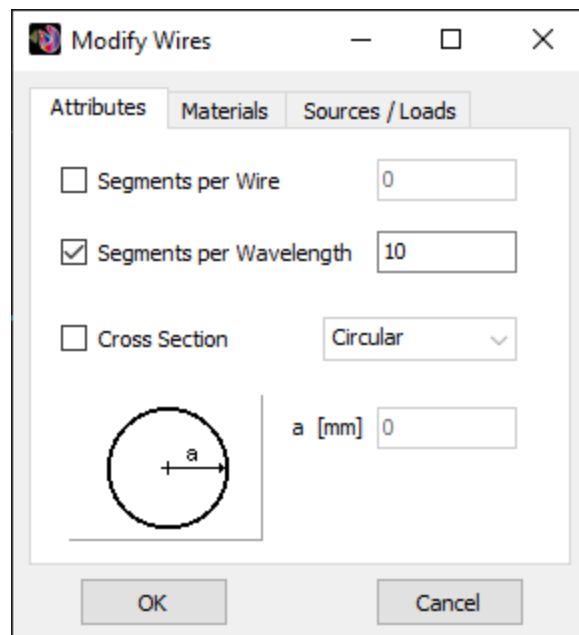 Modify Wires
Attributes Materials Sources / Loads
Segments per Wire 0
Segments per Wavelength 10
Cross Section Circular
a [mm] 0
a
OK Cancel